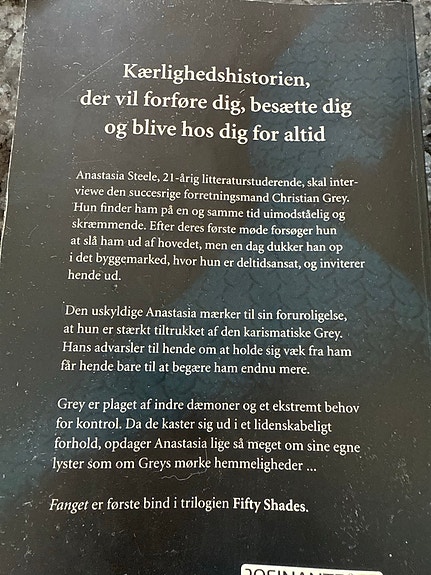 Kærlighedshistorien,
der vil forføre dig, besætte dig
og blive hos dig for altid
Anastasia Steele, 21-årig litteraturstuderende, skal inter-
viewe den succesrige forretningsmand Christian Grey.
Hun finder ham på en og samme tid uimodståelig og
skræmmende. Efter deres første møde forsøger hun
at slå ham ud af hovedet, men en dag dukker han op
i det byggemarked, hvor hun er deltidsansat, og inviterer
hende ud.
Den uskyldige Anastasia mærker til sin foruroligelse,
at hun er stærkt tiltrukket af den karismatiske Grey.
Hans advarsler til hende om at holde sig væk fra ham
får hende bare til at begære ham endnu mere.
Grey er plaget af indre dæmoner og et ekstremt behov
for kontrol. Da de kaster sig ud i et lidenskabeligt
forhold, opdager Anastasia lige så meget om sine egne
lyster som om Greys mørke hemmeligheder ...
Fanget er første bind i trilogien Fifty Shades.